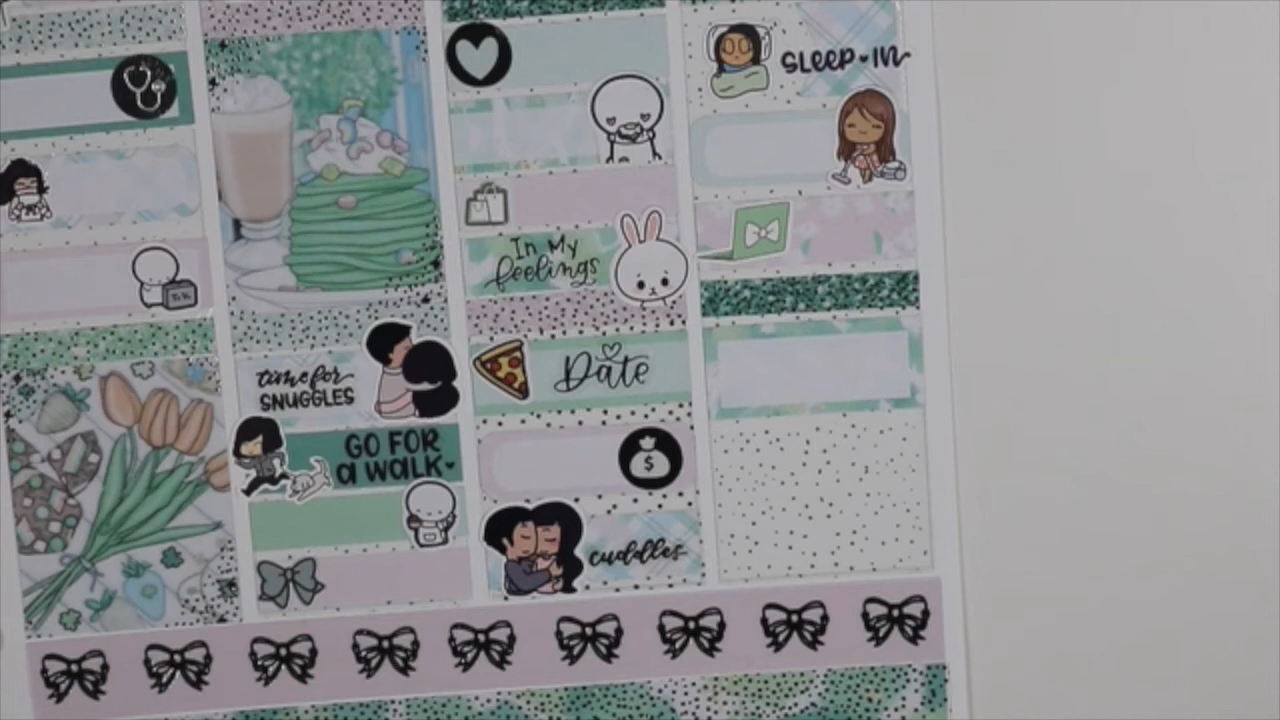 time for
SNUGGLES
GO FOR
a WALK
In My
feelings
Date
$
cuddles
SLEEP-IN